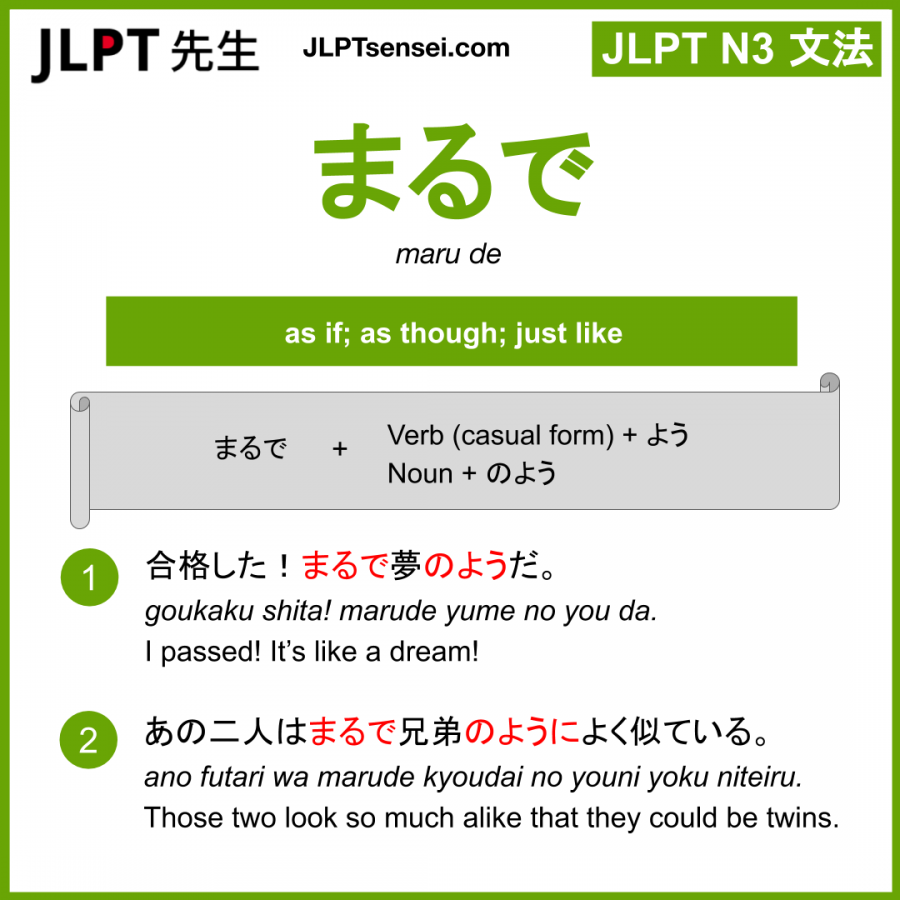 JLPT 先生
JLPTsensei.com
JLPT N3 文法
まるで
maru de
as if; as though; just like
まるで + Verb (casual form) + よう
Noun + のよう
1 合格した！まるで夢のようだ。
goukaku shita! marude yume no you da.
I passed! It’s like a dream!
2 あの二人はまるで兄弟のようによく似ている。
ano futari wa marude kyoudai no youni yoku niteiru.
Those two look so much alike that they could be twins.